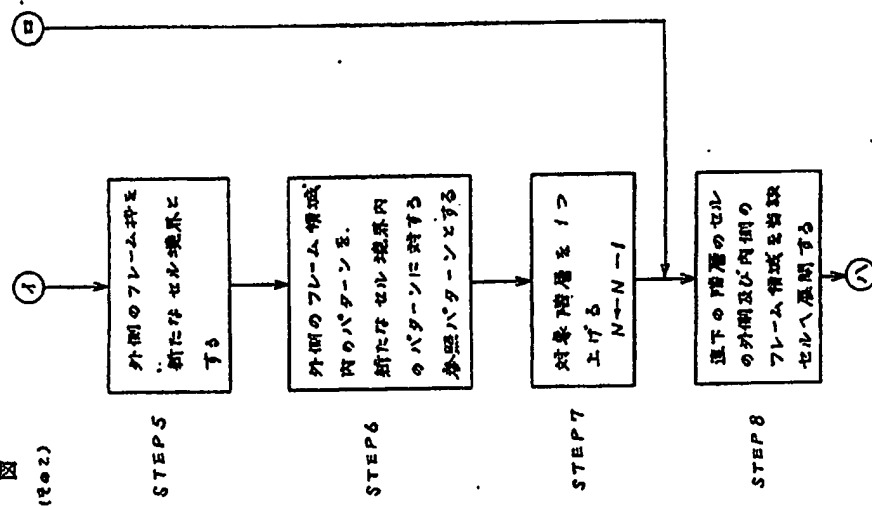 図
(その2)
イ
ロ
STEP5
外側のフレーム枠を
新たなセル境界と
する
STEP6
外側のフレーム領域
内のパターンを、
新たなセル境界内
のパターンに対する
参照パターンとする
STEP7
対象階層を1つ
上げる
N←N-1
STEP8
直下の階層のセル
の外側及び内側の
フレーム領域を当該
セルへ展開する
ハ